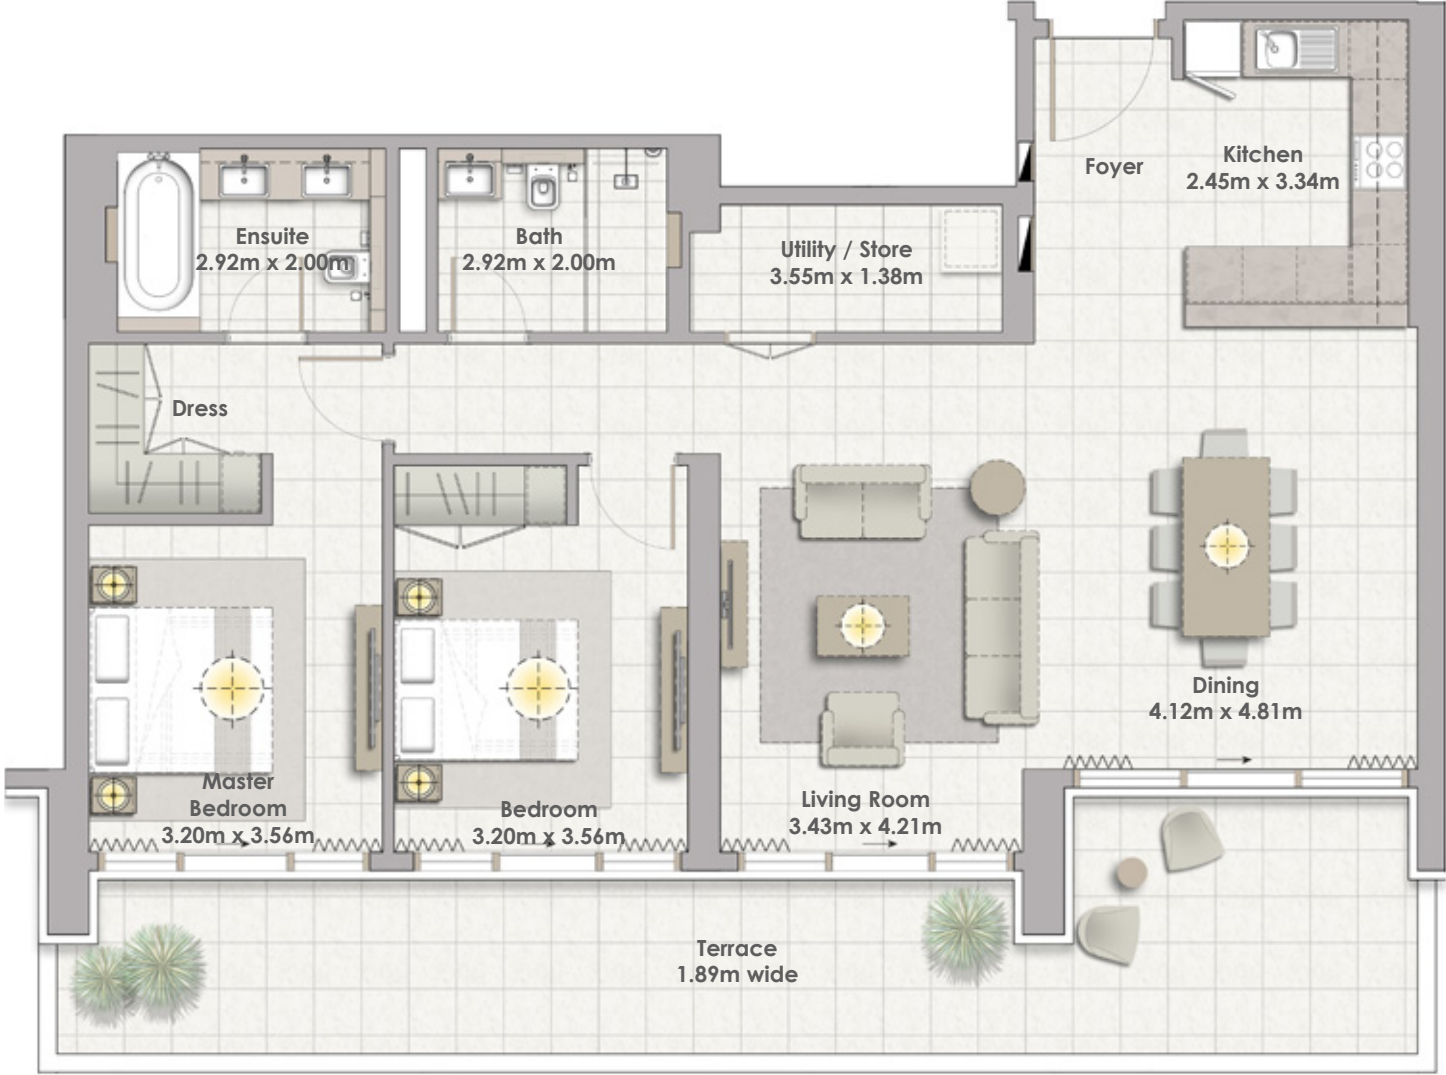 Foyer
Kitchen
2.45m x 3.34m
Ensuite
2.92m x 2.00m
Bath
2.92m x 2.00m
Utility / Store
3.55m x 1.38m
Dress
Dining
4.12m x 4.81m
Master
Bedroom
3.20m x 3.56m
Bedroom
3.20m x 3.56m
Living Room
3.43m x 4.21m
Terrace
1.89m wide